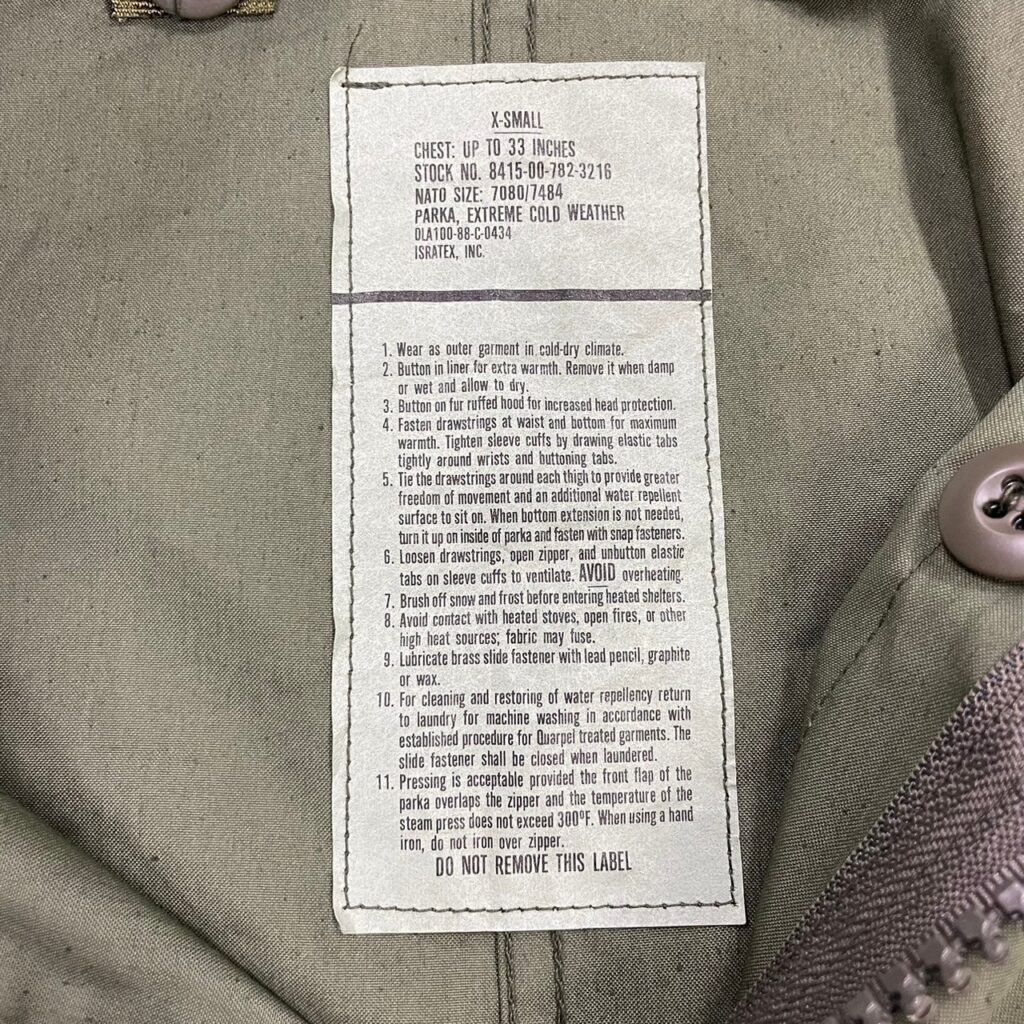 X-SMALL
CHEST: UP TO 33 INCHES
STOCK NO. 8415-00-782-3216
NATO SIZE: 7080/7484
PARKA, EXTREME COLD WEATHER
DLA100-88-C-0434
ISRATEX, INC.
1. Wear as outer garment in cold-dry climate.
2. Button in liner for extra warmth. Remove it when damp
or wet and allow to dry.
3. Button on fur ruffed hood for increased head protection.
4. Fasten drawstrings at waist and bottom for maximum
warmth. Tighten sleeve cuffs by drawing elastic tabs
tightly around wrists and buttoning tabs.
5. Tie the drawstrings around each thigh to provide greater
freedom of movement and an additional water repellent
surface to sit on. When bottom extension is not needed,
turn it up on inside of parka and fasten with snap fasteners.
6. Loosen drawstrings, open zipper, and unbutton elastic
tabs on sleeve cuffs to ventilate. AVOID overheating.
7. Brush off snow and frost before entering heated shelters.
8. Avoid contact with heated stoves, open fires, or other
high heat sources; fabric may fuse.
9. Lubricate brass slide fastener with lead pencil, graphite
or wax.
10. For cleaning and restoring of water repellency return
to laundry for machine washing in accordance with
established procedure for Quarpel treated garments. The
slide fastener shall be closed when laundered.
11. Pressing is acceptable provided the front flap of the
parka overlaps the zipper and the temperature of the
steam press does not exceed 300°F. When using a hand
iron, do not iron over zipper.
DO NOT REMOVE THIS LABEL